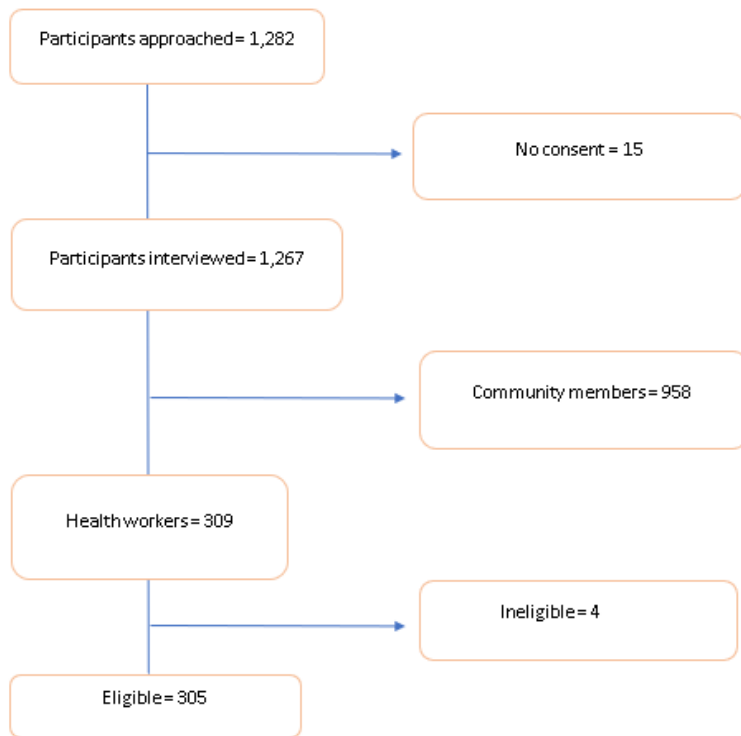 Participants approached = 1,282
No consent = 15
Participants interviewed = 1,267
Community members = 958
Health workers = 309
Ineligible = 4
Eligible = 305